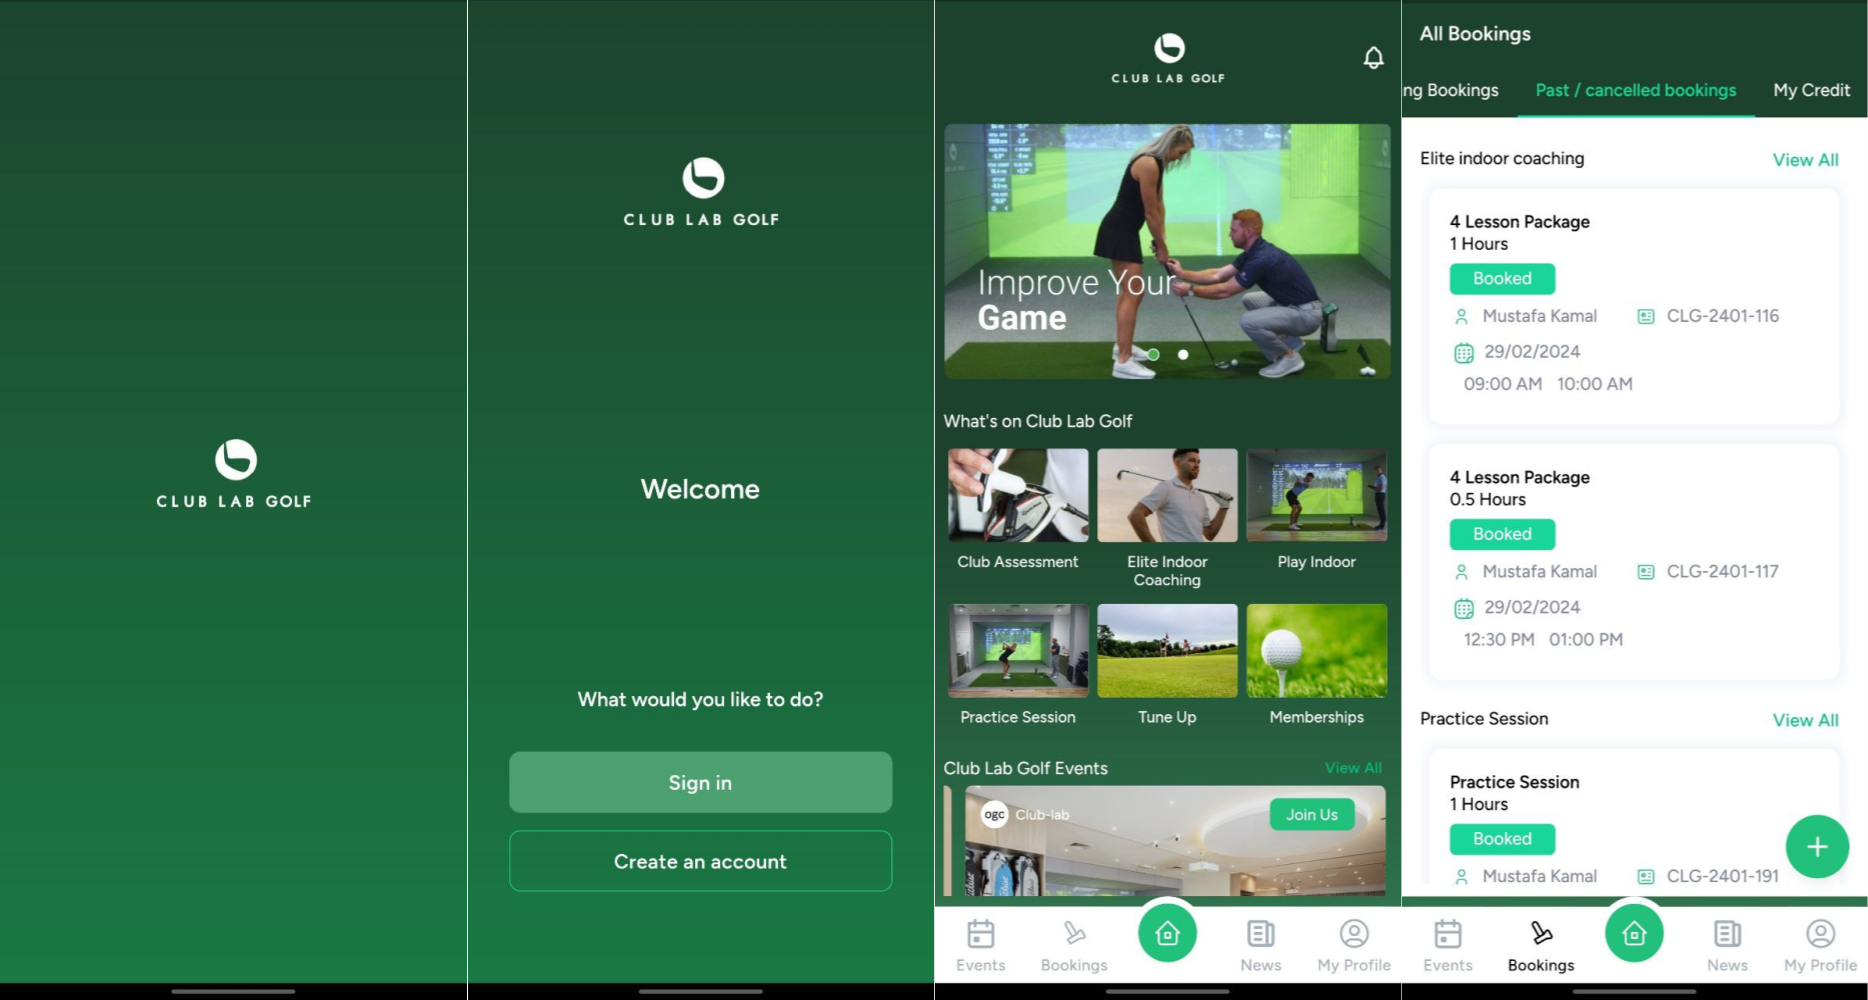 CLUB LAB GOLF
CLUB LAB GOLF
Welcome
What would you like to do?
Sign in
Create an account
CLUB LAB GOLF
Improve Your
Game
What's on Club Lab Golf
Club Assessment
Elite Indoor
Coaching
Play Indoor
Practice Session
Tune Up
Memberships
Club Lab Golf Events
View All
ogc Club-lab
Join Us
Events
Bookings
News
My Profile
All Bookings
ng Bookings
Past / cancelled bookings
My Credit
Elite indoor coaching
View All
4 Lesson Package
1 Hours
Booked
Mustafa Kamal
CLG-2401-116
29/02/2024
09:00 AM 10:00 AM
4 Lesson Package
0.5 Hours
Booked
Mustafa Kamal
CLG-2401-117
29/02/2024
12:30 PM 01:00 PM
Practice Session
View All
Practice Session
1 Hours
Booked
Mustafa Kamal
CLG-2401-191
Events
Bookings
News
My Profile